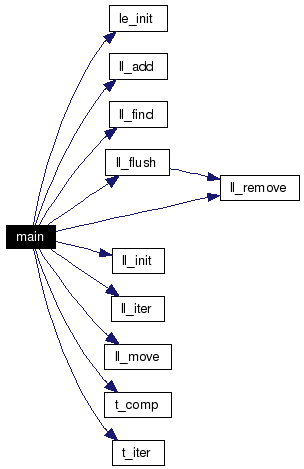 le_init
ll_add
ll_find
ll_flush
ll_remove
main
ll_init
ll_iter
ll_move
t_comp
t_iter